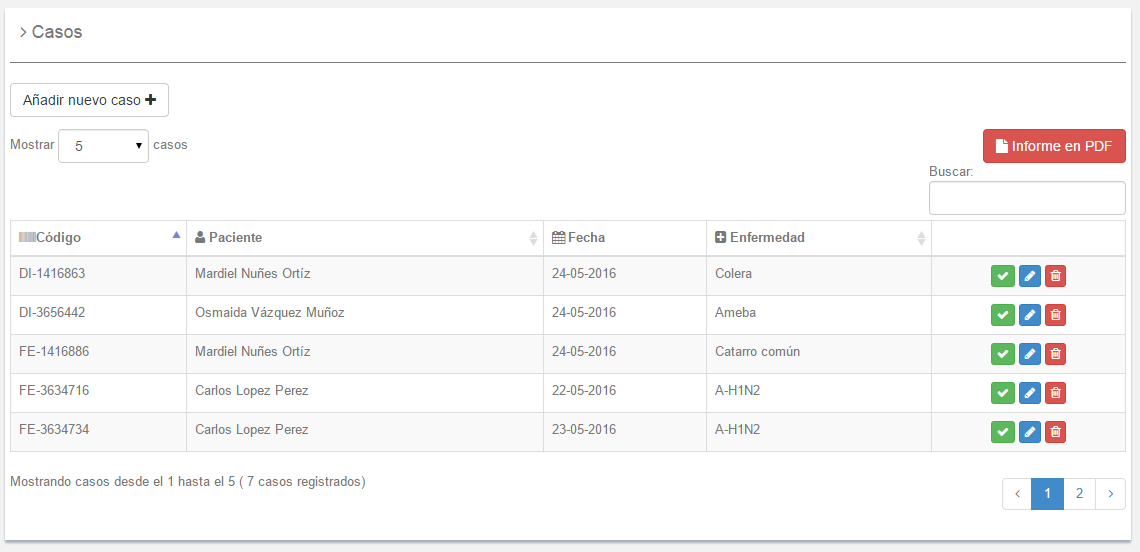 Casos
Añadir nuevo caso
Mostrar 5 casos
Informe en PDF
Buscar:
Código Paciente Fecha Enfermedad
DI-1416863 Mardiel Nuñes Ortíz 24-05-2016 Colera
DI-3656442 Osmaida Vázquez Muñoz 24-05-2016 Ameba
FE-1416886 Mardiel Nuñes Ortíz 24-05-2016 Catarro común
FE-3634716 Carlos Lopez Perez 22-05-2016 A-H1N2
FE-3634734 Carlos Lopez Perez 23-05-2016 A-H1N2
Mostrando casos desde el 1 hasta el 5 ( 7 casos registrados)
‹ 1 2 ›